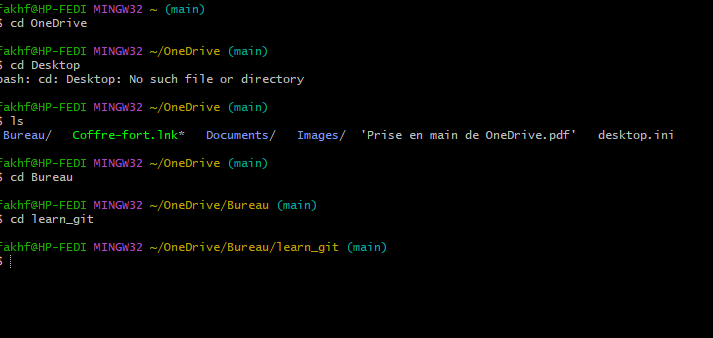 fakhf@HP-FEDI MINGW32 ~ (main)
$ cd OneDrive
fakhf@HP-FEDI MINGW32 ~/OneDrive (main)
$ cd Desktop
bash: cd: Desktop: No such file or directory
fakhf@HP-FEDI MINGW32 ~/OneDrive (main)
$ ls
Bureau/ Coffre-fort.lnk* Documents/ Images/ 'Prise en main de OneDrive.pdf' desktop.ini
fakhf@HP-FEDI MINGW32 ~/OneDrive (main)
$ cd Bureau
fakhf@HP-FEDI MINGW32 ~/OneDrive/Bureau (main)
$ cd learn_git
fakhf@HP-FEDI MINGW32 ~/OneDrive/Bureau/learn_git (main)
$